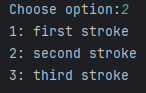 Choose option:2
1: first stroke
2: second stroke
3: third stroke